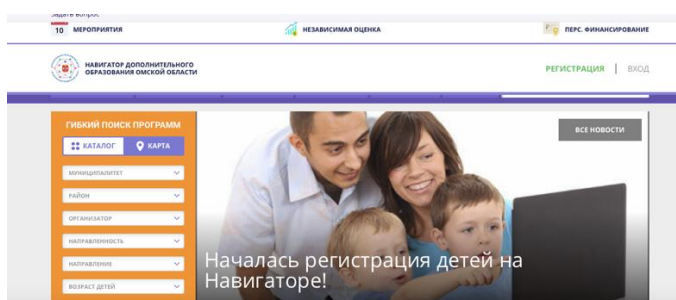 Задать вопрос
10 МЕРОПРИЯТИЯ
НЕЗАВИСИМАЯ ОЦЕНКА
ПЕРС. ФИНАНСИРОВАНИЕ
НАВИГАТОР ДОПОЛНИТЕЛЬНОГО
ОБРАЗОВАНИЯ ОМСКОЙ ОБЛАСТИ
РЕГИСТРАЦИЯ | ВХОД
ГИБКИЙ ПОИСК ПРОГРАММ
КАТАЛОГ
КАРТА
МУНИЦИПАЛИТЕТ
РАЙОН
ОРГАНИЗАТОР
НАПРАВЛЕННОСТЬ
НАПРАВЛЕНИЕ
ВОЗРАСТ ДЕТЕЙ
ВСЕ НОВОСТИ
Началась регистрация детей на
Навигаторе!